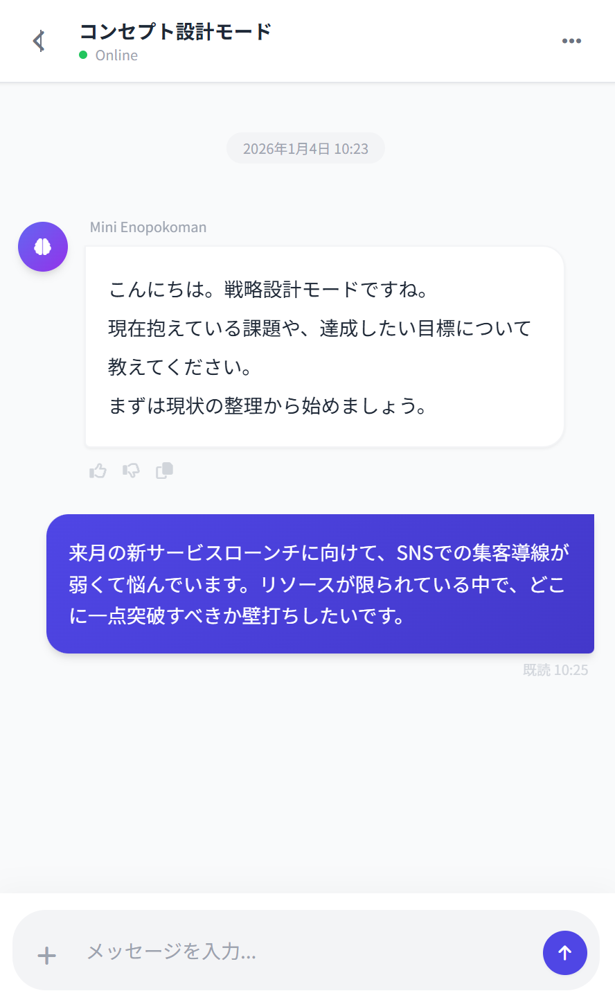 コンセプト設計モード
Online
2026年1月4日 10:23
Mini Enopokoman
こんにちは。戦略設計モードですね。
現在抱えている課題や、達成したい目標について
教えてください。
まずは現状の整理から始めましょう。
来月の新サービスローンチに向けて、SNSでの集客導線が
弱くて悩んでいます。リソースが限られている中で、どこ
に一点突破すべきか壁打ちしたいです。
既読 10:25
メッセージを入力...